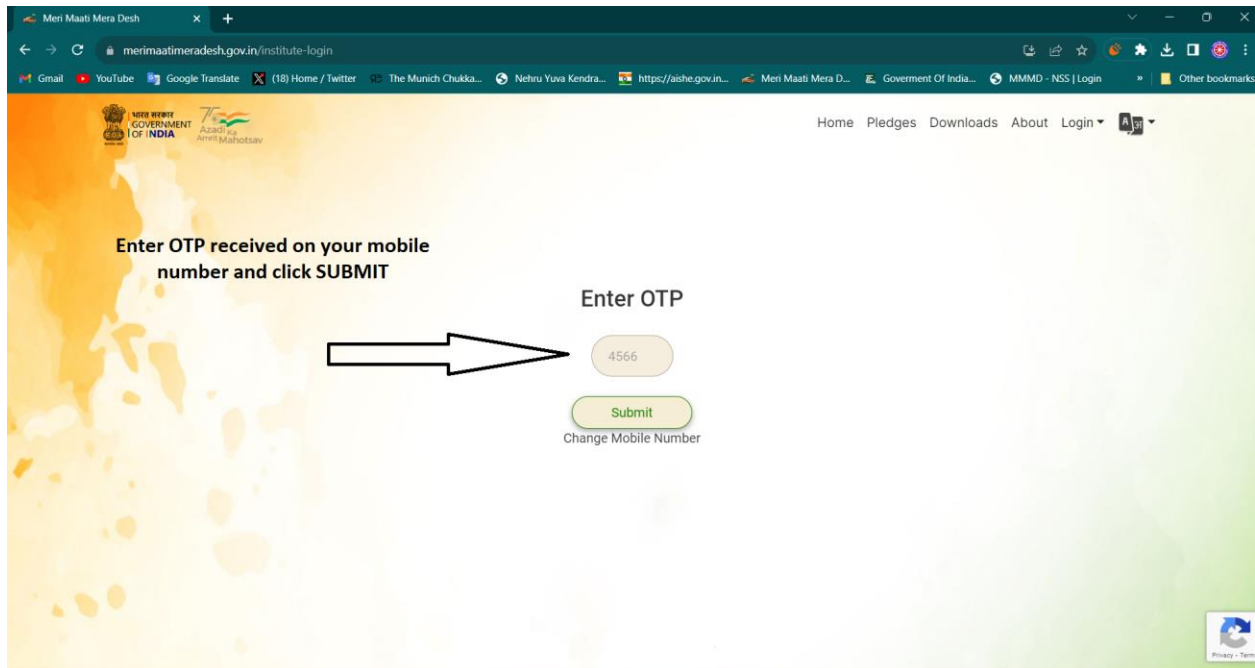 Meri Maati Mera Desh
merimaatimeradesh.gov.in/institute-login
Gmail YouTube Google Translate (18) Home / Twitter The Munich Chukka... Nehru Yuva Kendra... https://aishe.gov.in... Meri Maati Mera D... Goverment Of India... MMMD - NSS | Login » Other bookmarks
भारत सरकार
GOVERNMENT
OF INDIA
Azadi Ka
Amrit Mahotsav
Home Pledges Downloads About Login
Enter OTP received on your mobile
number and click SUBMIT
Enter OTP
4566
Submit
Change Mobile Number
Privacy - Term